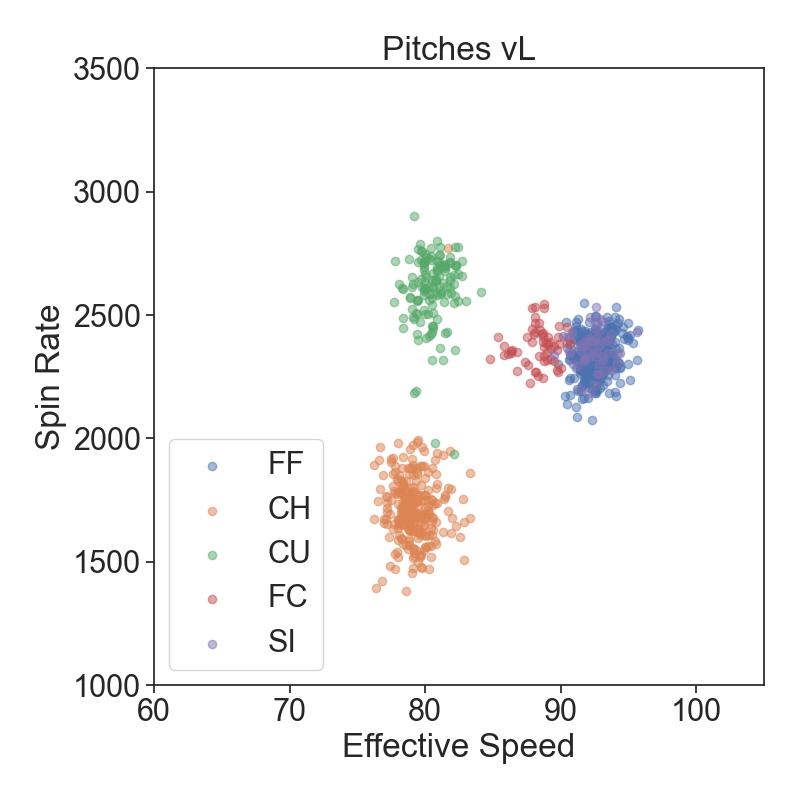 Pitches vL
3500
3000
2500
2000
1500
1000
Spin Rate
FF
CH
CU
FC
SI
60 70 80 90 100
Effective Speed